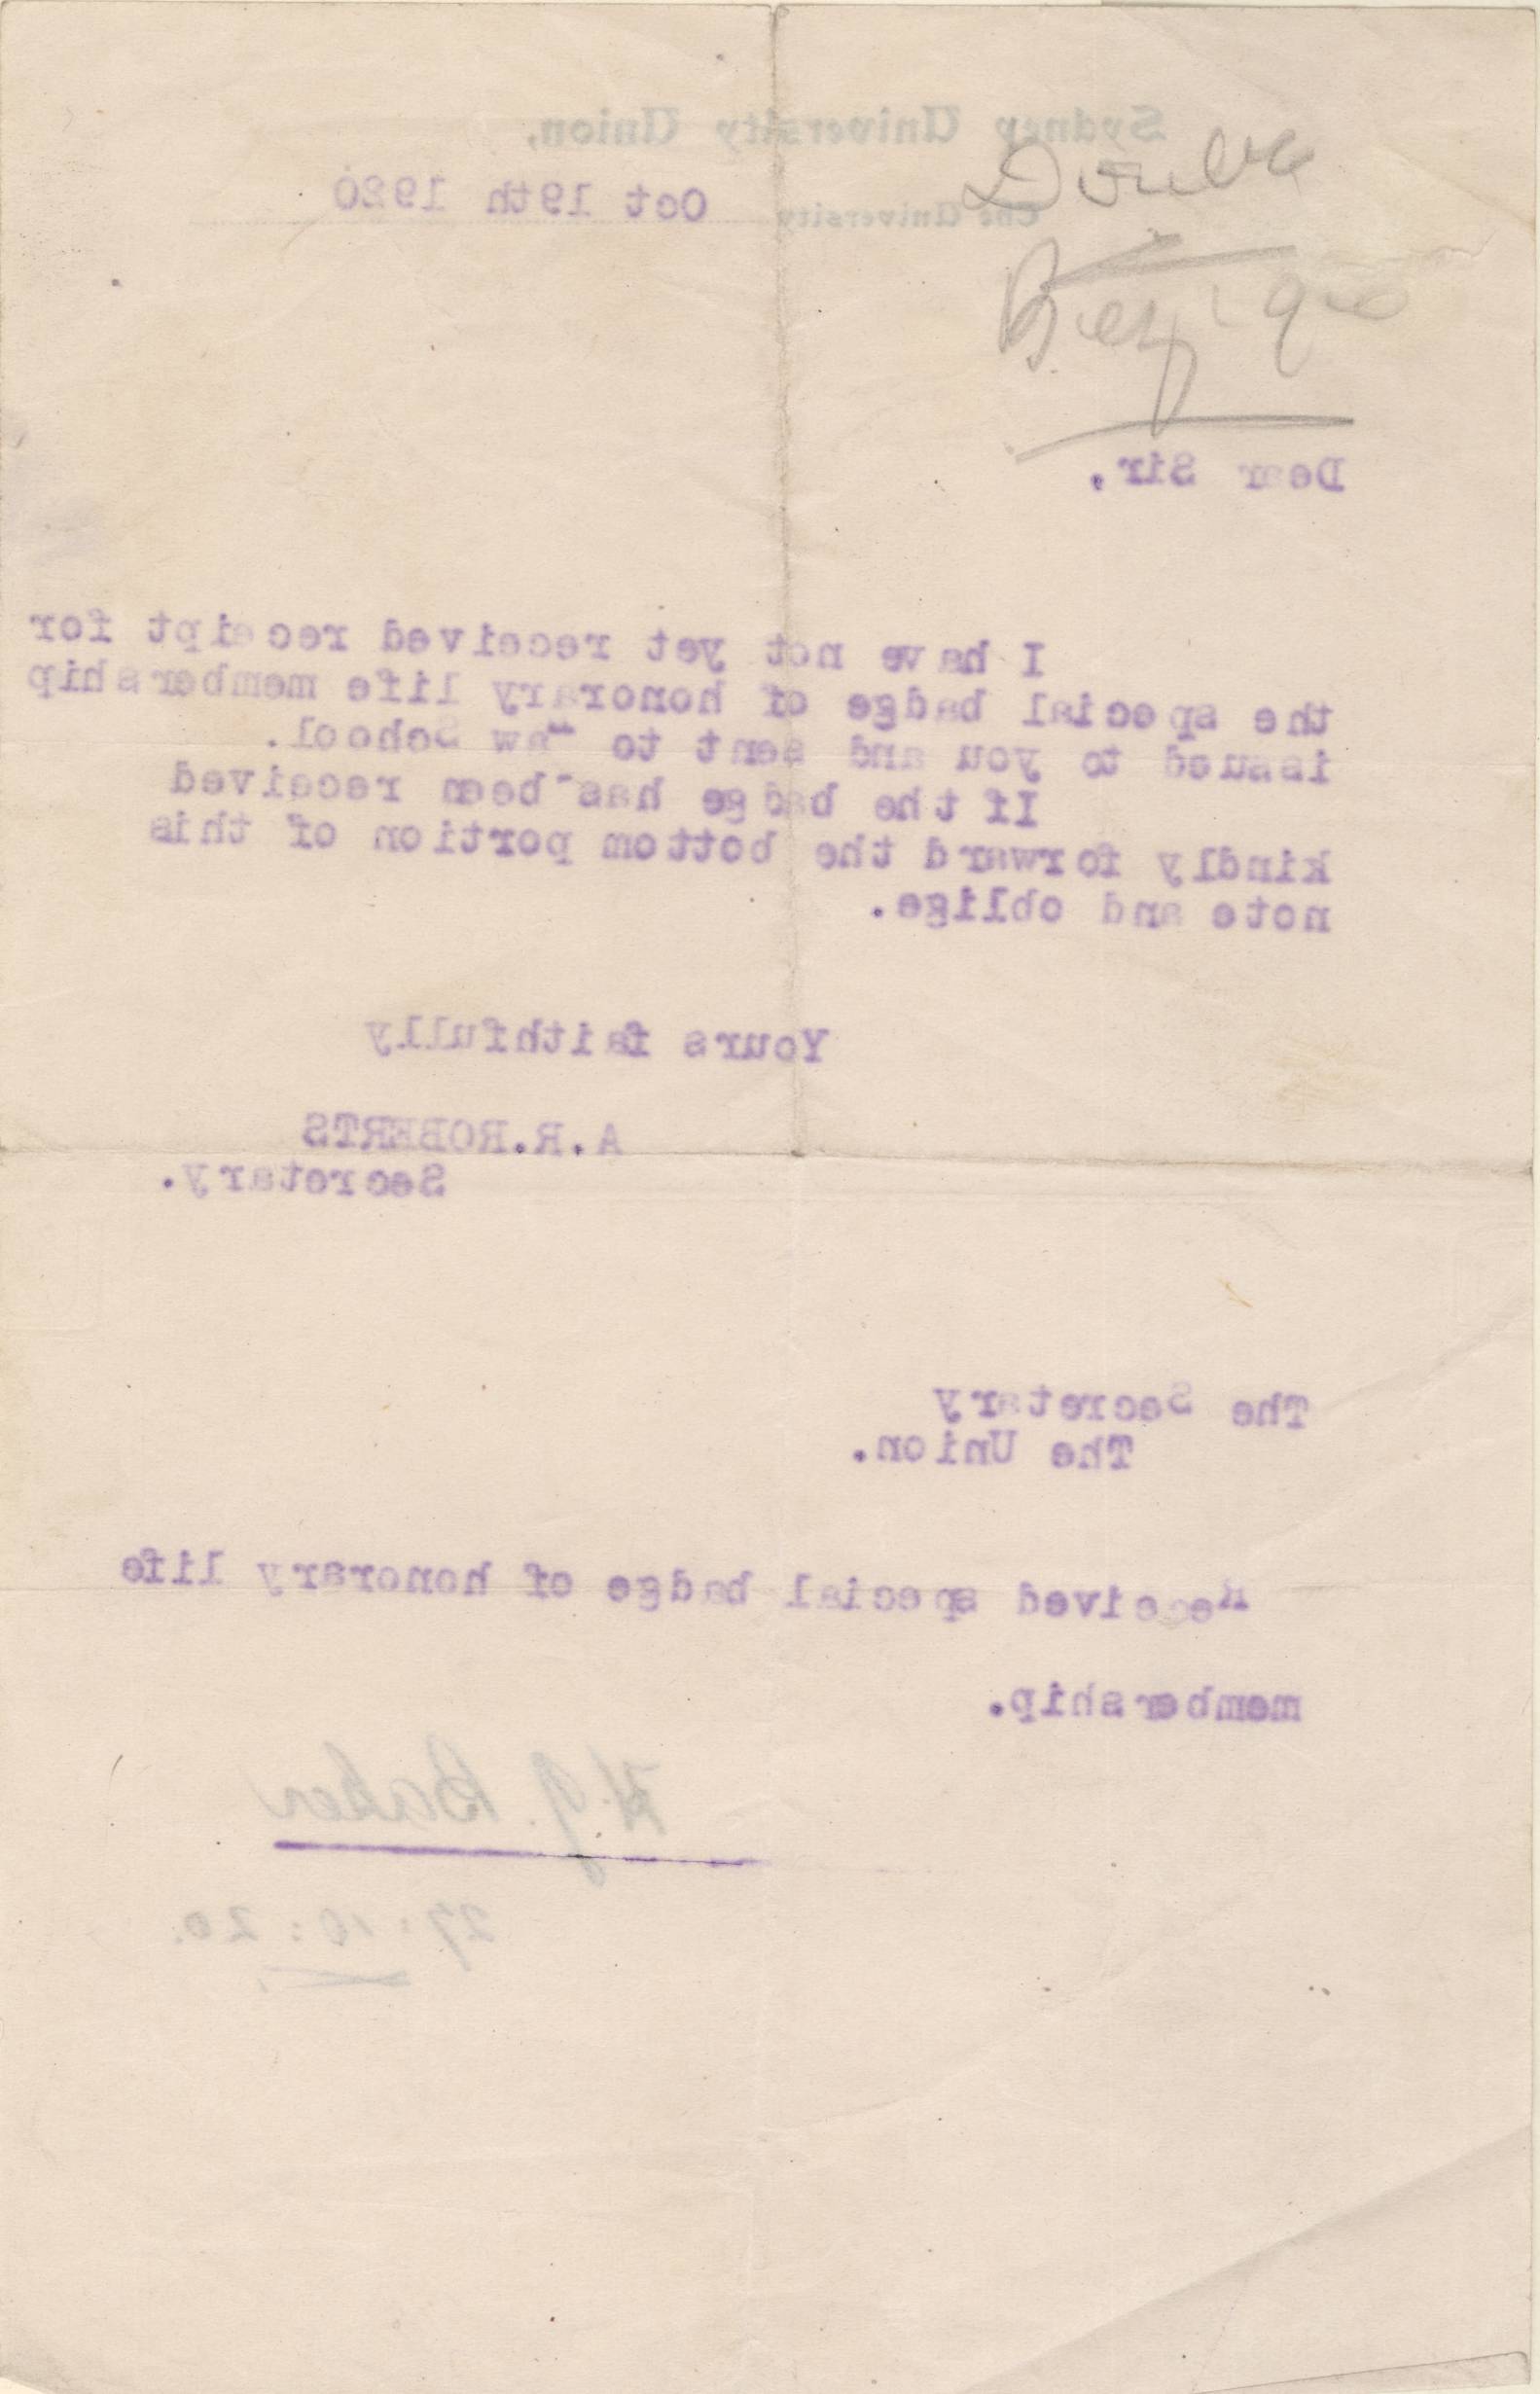 Sydney University Union,
The University Oct 19th 1920
Double
Bezique
Dear Sir,
I have not yet received receipt for
the special badge of honorary life membership
issued to you and sent to Law School.
If the badge has been received
kindly forward the bottom portion of this
note and oblige.
Yours faithfully
A.R.ROBERTS
Secretary.
The Secretary
The Union.
Received special badge of honorary life
membership.
H.J. Baker
27:10:20.